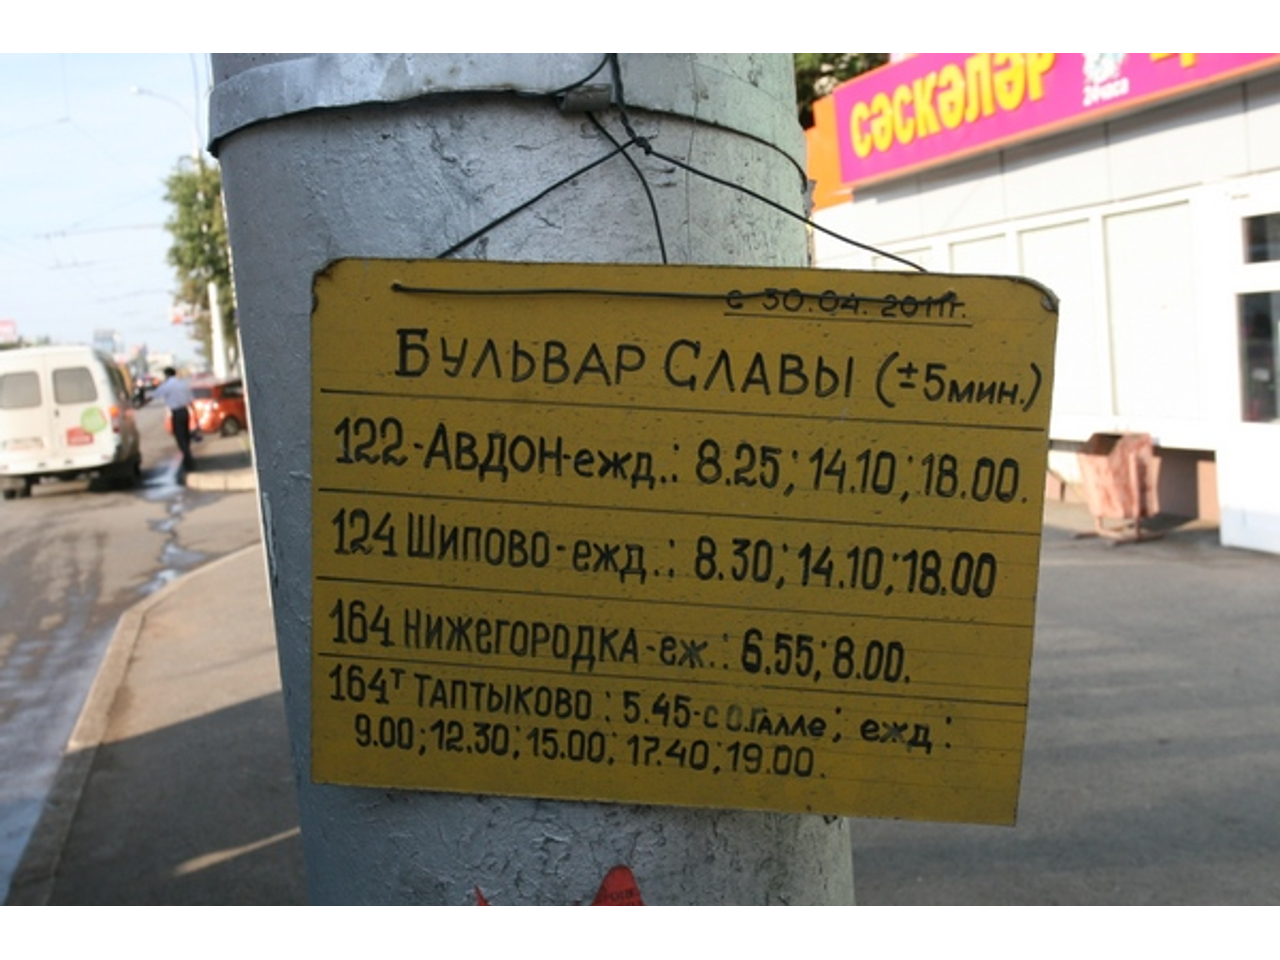 сәскәләр
24 часа
с 30.04. 2011г.
Бульвар Славы (±5мин.)
122-Авдон-ежд.: 8.25; 14.10; 18.00.
124 Шипово-ежд.: 8.30; 14.10; 18.00
164 Нижегородка-еж.: 6.55; 8.00.
164т Таптыково: 5.45-с О.Галле; ежд:
9.00; 12.30; 15.00; 17.40; 19.00.